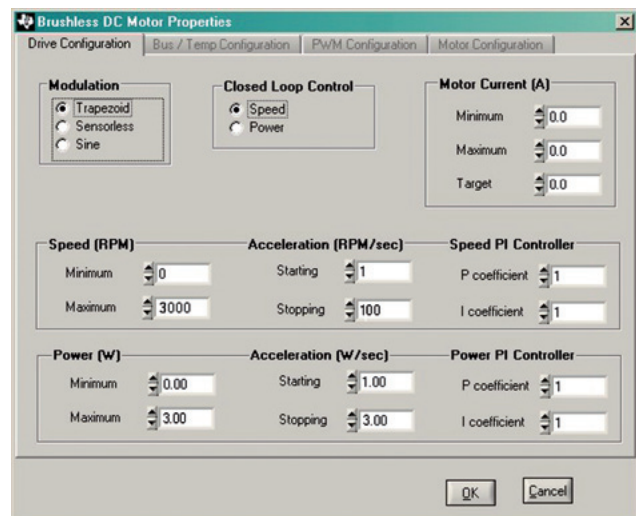 Brushless DC Motor Properties
Drive Configuration Bus / Temp Configuration PWM Configuration Motor Configuration
Modulation
Trapezoid
Sensorless
Sine
Closed Loop Control
Speed
Power
Motor Current (A)
Minimum 0.0
Maximum 0.0
Target 0.0
Speed (RPM) Acceleration (RPM/sec) Speed PI Controller
Minimum 0 Starting 1 P coefficient 1
Maximum 3000 Stopping 100 I coefficient 1
Power (W) Acceleration (W/sec) Power PI Controller
Minimum 0.00 Starting 1.00 P coefficient 1
Maximum 3.00 Stopping 3.00 I coefficient 1
OK Cancel